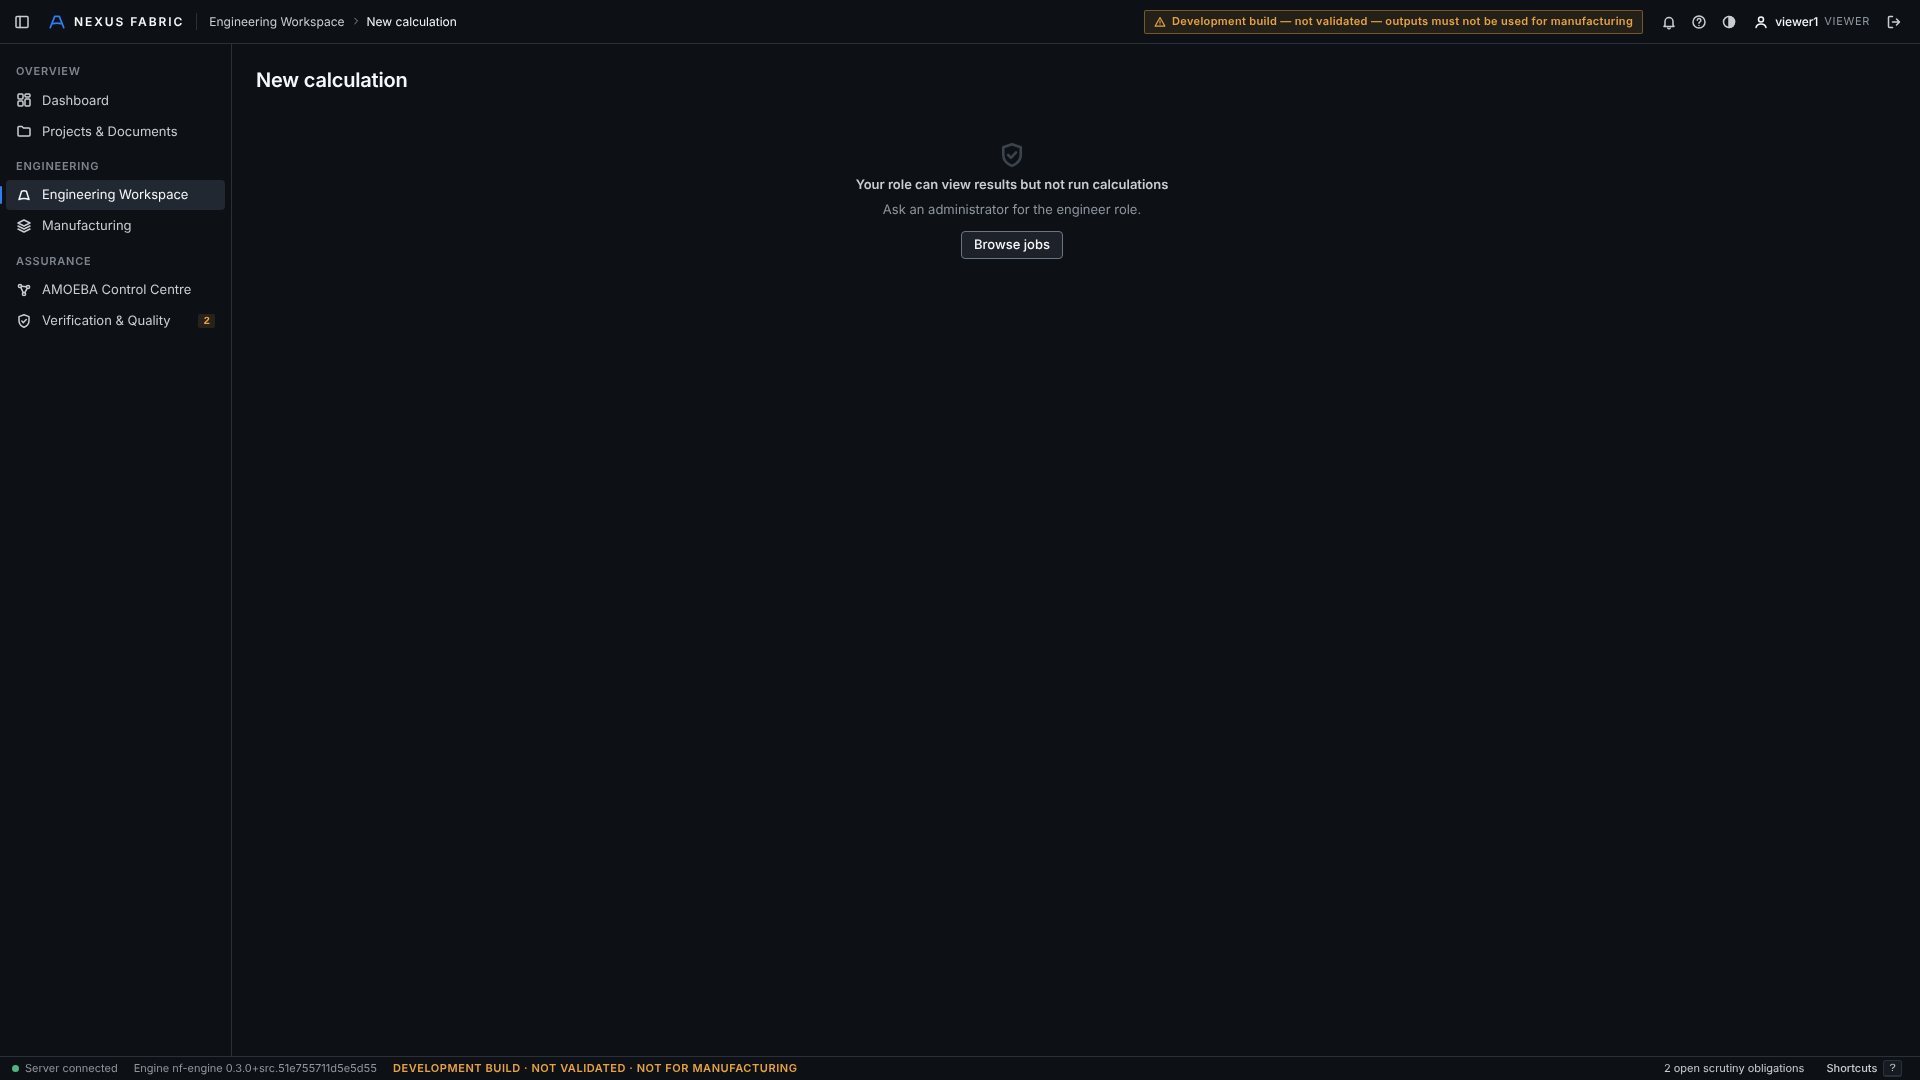 NEXUS FABRIC
Engineering Workspace > New calculation
Development build — not validated — outputs must not be used for manufacturing
viewer1 VIEWER
OVERVIEW
Dashboard
Projects & Documents
ENGINEERING
Engineering Workspace
Manufacturing
ASSURANCE
AMOEBA Control Centre
Verification & Quality 2
New calculation
Your role can view results but not run calculations
Ask an administrator for the engineer role.
Browse jobs
Server connected
Engine nf-engine 0.3.0+src.51e755711d5e5d55
DEVELOPMENT BUILD · NOT VALIDATED · NOT FOR MANUFACTURING
2 open scrutiny obligations
Shortcuts ?